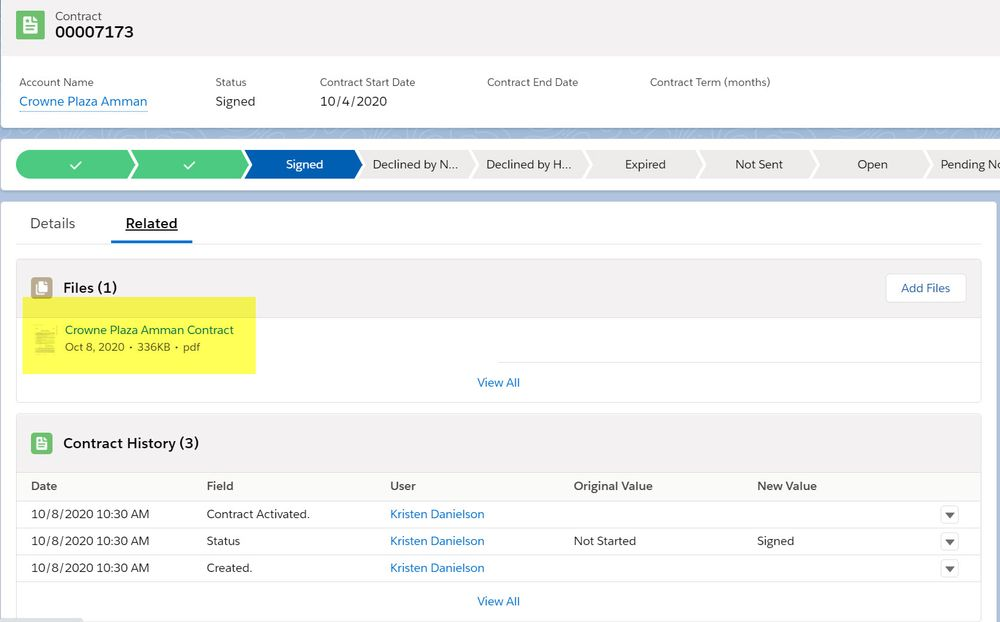 Contract
00007173
Account Name Status Contract Start Date Contract End Date Contract Term (months)
Crowne Plaza Amman Signed 10/4/2020
Signed Declined by N... Declined by H... Expired Not Sent Open Pending No
Details Related
Files (1) Add Files
Crowne Plaza Amman Contract
Oct 8, 2020 • 336KB • pdf
View All
Contract History (3)
Date Field User Original Value New Value
10/8/2020 10:30 AM Contract Activated. Kristen Danielson
10/8/2020 10:30 AM Status Kristen Danielson Not Started Signed
10/8/2020 10:30 AM Created. Kristen Danielson
View All